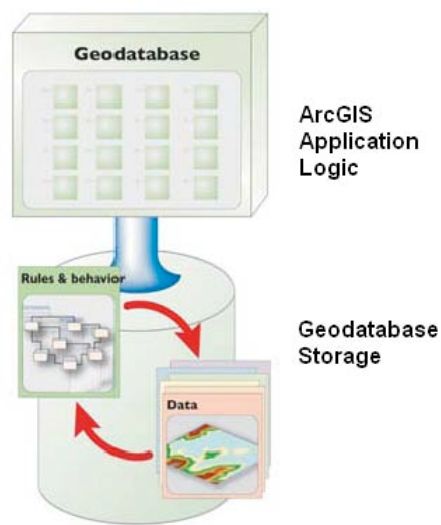 Geodatabase
ArcGIS
Application
Logic
Rules & behavior
Geodatabase
Storage
Data